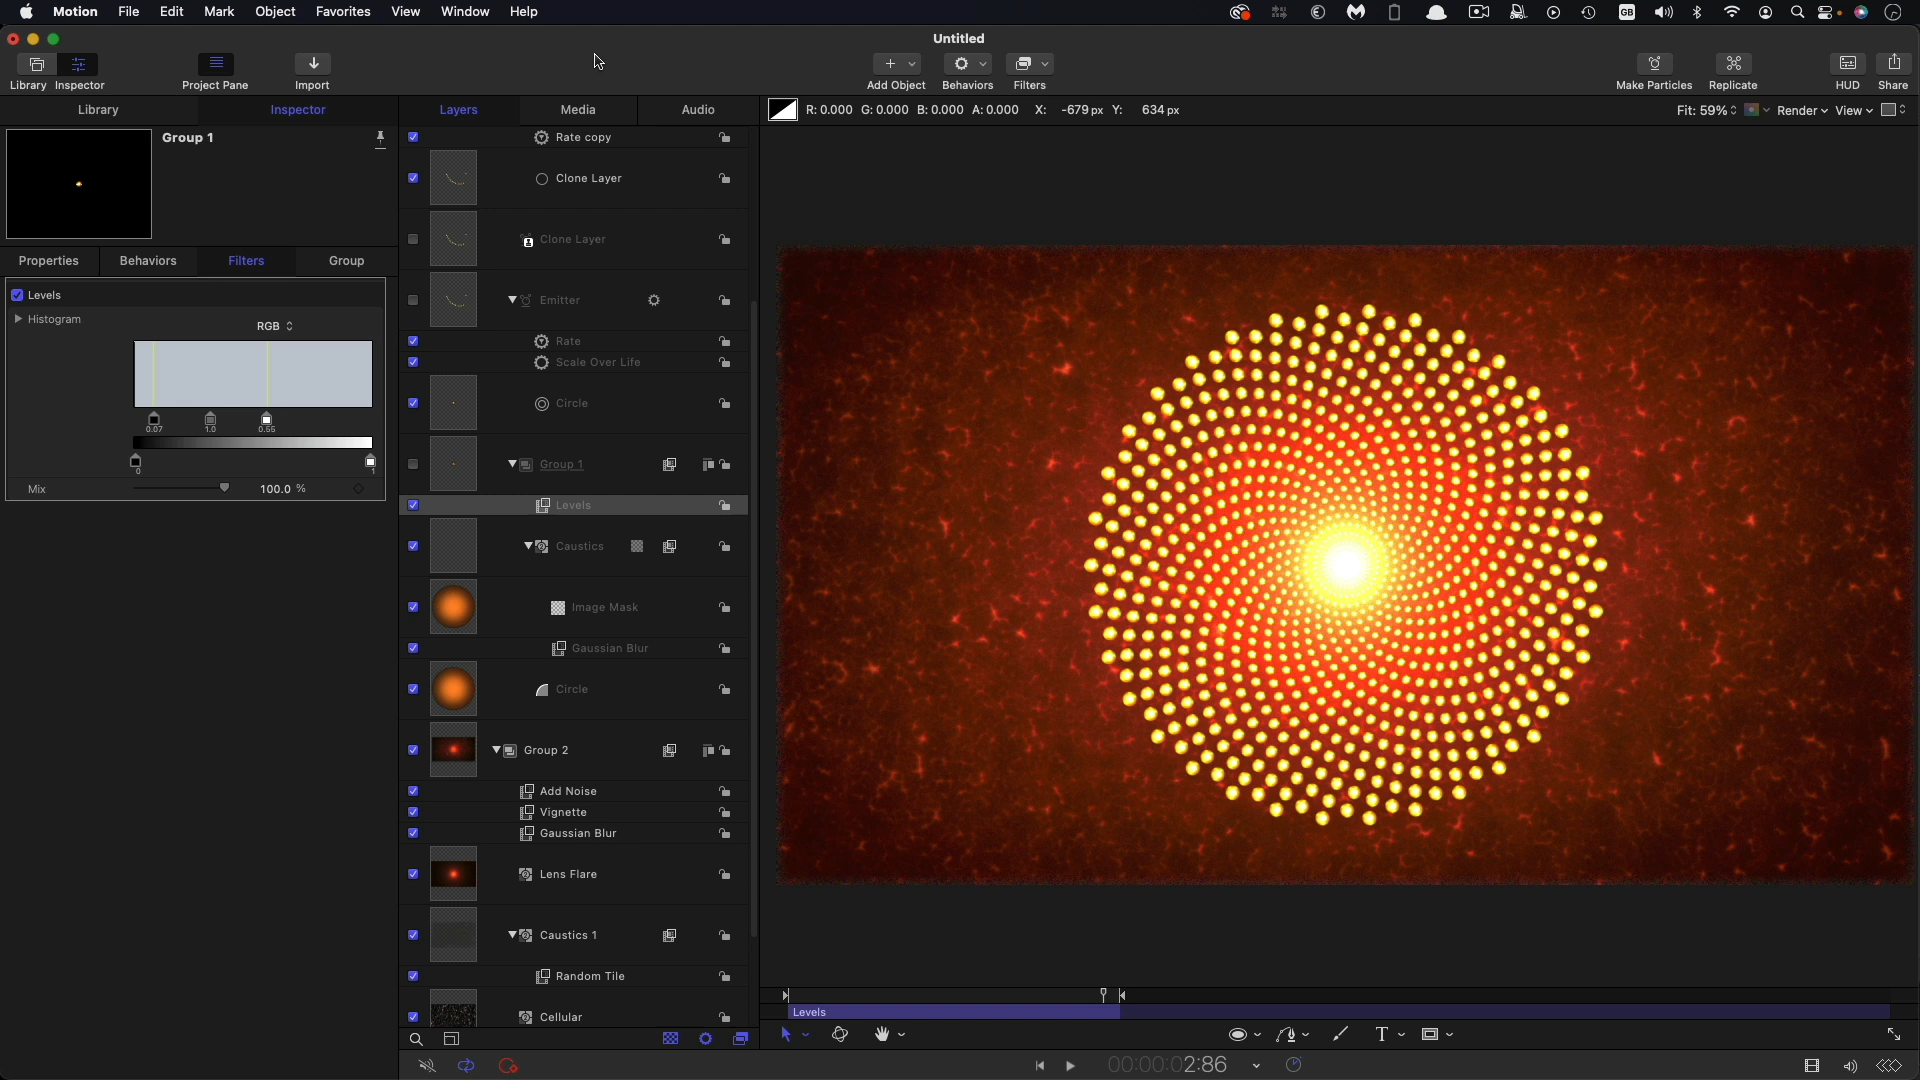 Motion File Edit Mark Object Favorites View Window Help
GB
Untitled
Library Inspector Project Pane Import Add Object Behaviors Filters Make Particles Replicate HUD Share
Library Inspector Layers Media Audio R: 0.000 G: 0.000 B: 0.000 A: 0.000 X: -679 px Y: 634 px Fit: 59% Render View
Group 1
Properties Behaviors Filters Group
Levels
Histogram
RGB
0.07 1.0 0.55
0 1
Mix 100.0 %
Rate copy
Clone Layer
Clone Layer
Emitter
Rate
Scale Over Life
Circle
Group 1
Levels
Caustics
Image Mask
Gaussian Blur
Circle
Group 2
Add Noise
Vignette
Gaussian Blur
Lens Flare
Caustics 1
Random Tile
Cellular
Levels
T
00:00:02:86